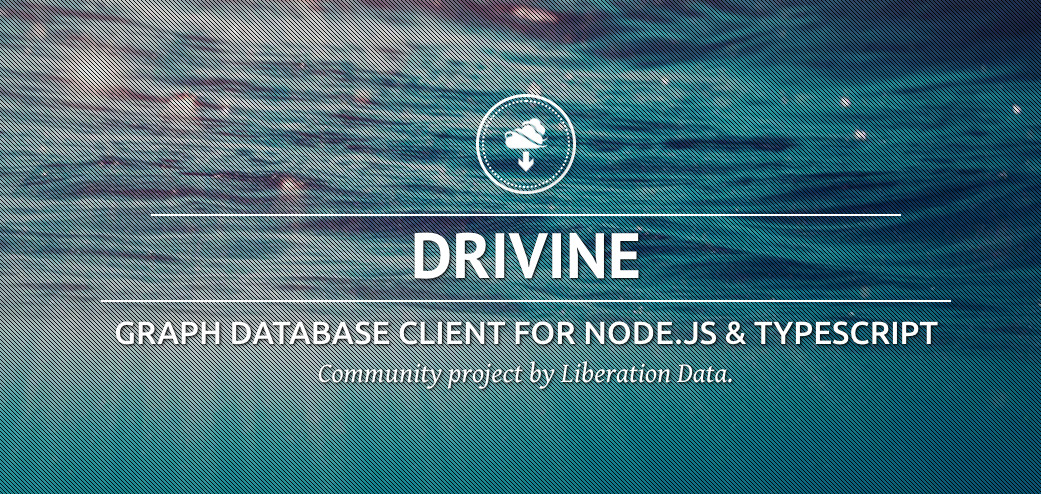 DRIVINE
GRAPH DATABASE CLIENT FOR NODE.JS & TYPESCRIPT
Community project by Liberation Data.